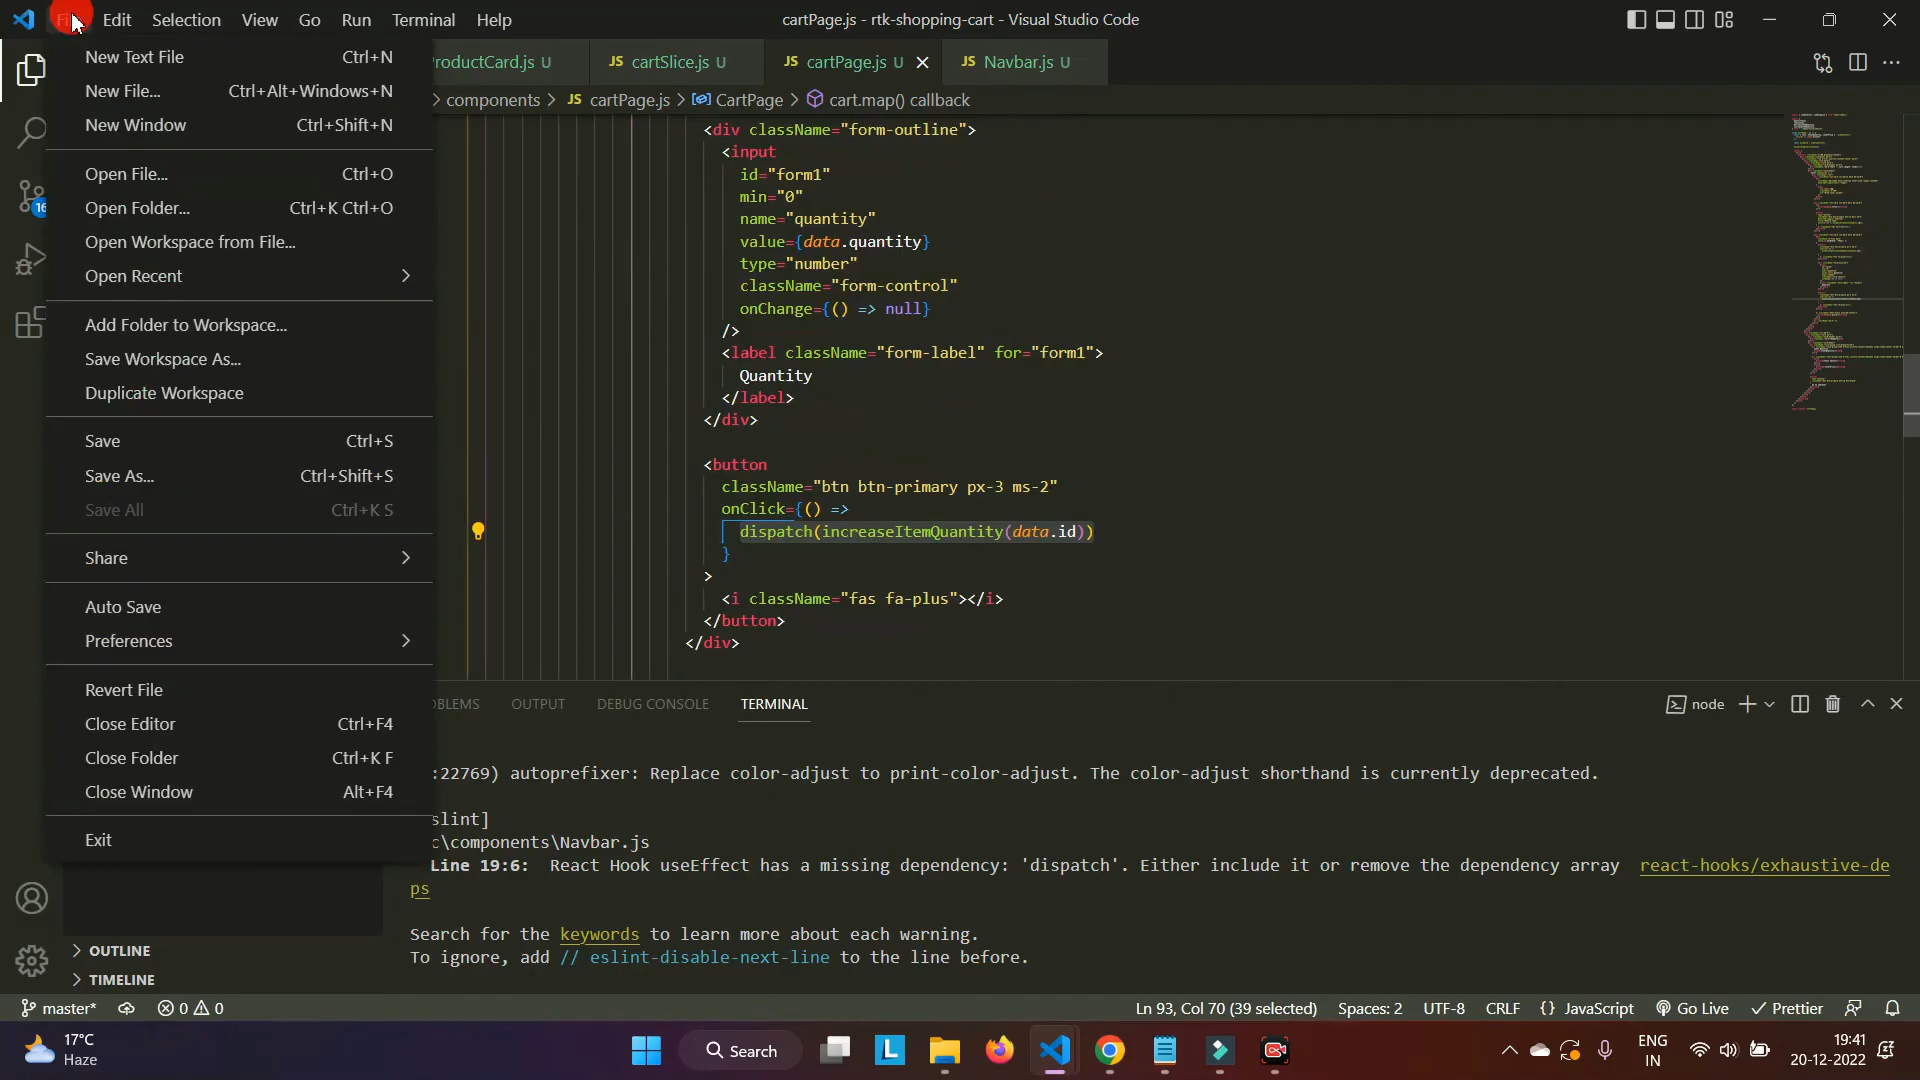 Edit Selection View Go Run Terminal Help
cartPage.js - rtk-shopping-cart - Visual Studio Code
New Text File Ctrl+N
New File... Ctrl+Alt+Windows+N
New Window Ctrl+Shift+N
Open File... Ctrl+O
Open Folder... Ctrl+K Ctrl+O
Open Workspace from File...
Open Recent
Add Folder to Workspace...
Save Workspace As...
Duplicate Workspace
Save Ctrl+S
Save As... Ctrl+Shift+S
Save All Ctrl+K S
Share
Auto Save
Preferences
Revert File
Close Editor Ctrl+F4
Close Folder Ctrl+K F
Close Window Alt+F4
Exit
16
roductCard.js U JS cartSlice.js U JS cartPage.js U JS Navbar.js U
> components > JS cartPage.js > CartPage > cart.map() callback
<div className="form-outline">
<input
id="form1"
min="0"
name="quantity"
value={data.quantity}
type="number"
className="form-control"
onChange={() => null}
/>
<label className="form-label" for="form1">
Quantity
</label>
</div>
<button
className="btn btn-primary px-3 ms-2"
onClick={() =>
dispatch(increaseItemQuantity(data.id))
}
>
<i className="fas fa-plus"></i>
</button>
</div>
OBLEMS OUTPUT DEBUG CONSOLE TERMINAL
node
:22769) autoprefixer: Replace color-adjust to print-color-adjust. The color-adjust shorthand is currently deprecated.
slint]
c\components\Navbar.js
Line 19:6: React Hook useEffect has a missing dependency: 'dispatch'. Either include it or remove the dependency array react-hooks/exhaustive-de
ps
Search for the keywords to learn more about each warning.
To ignore, add // eslint-disable-next-line to the line before.
OUTLINE
TIMELINE
master* 0 0 Ln 93, Col 70 (39 selected) Spaces: 2 UTF-8 CRLF {} JavaScript Go Live Prettier
17°C
Haze
Search
L
ENG
IN
19:41
20-12-2022